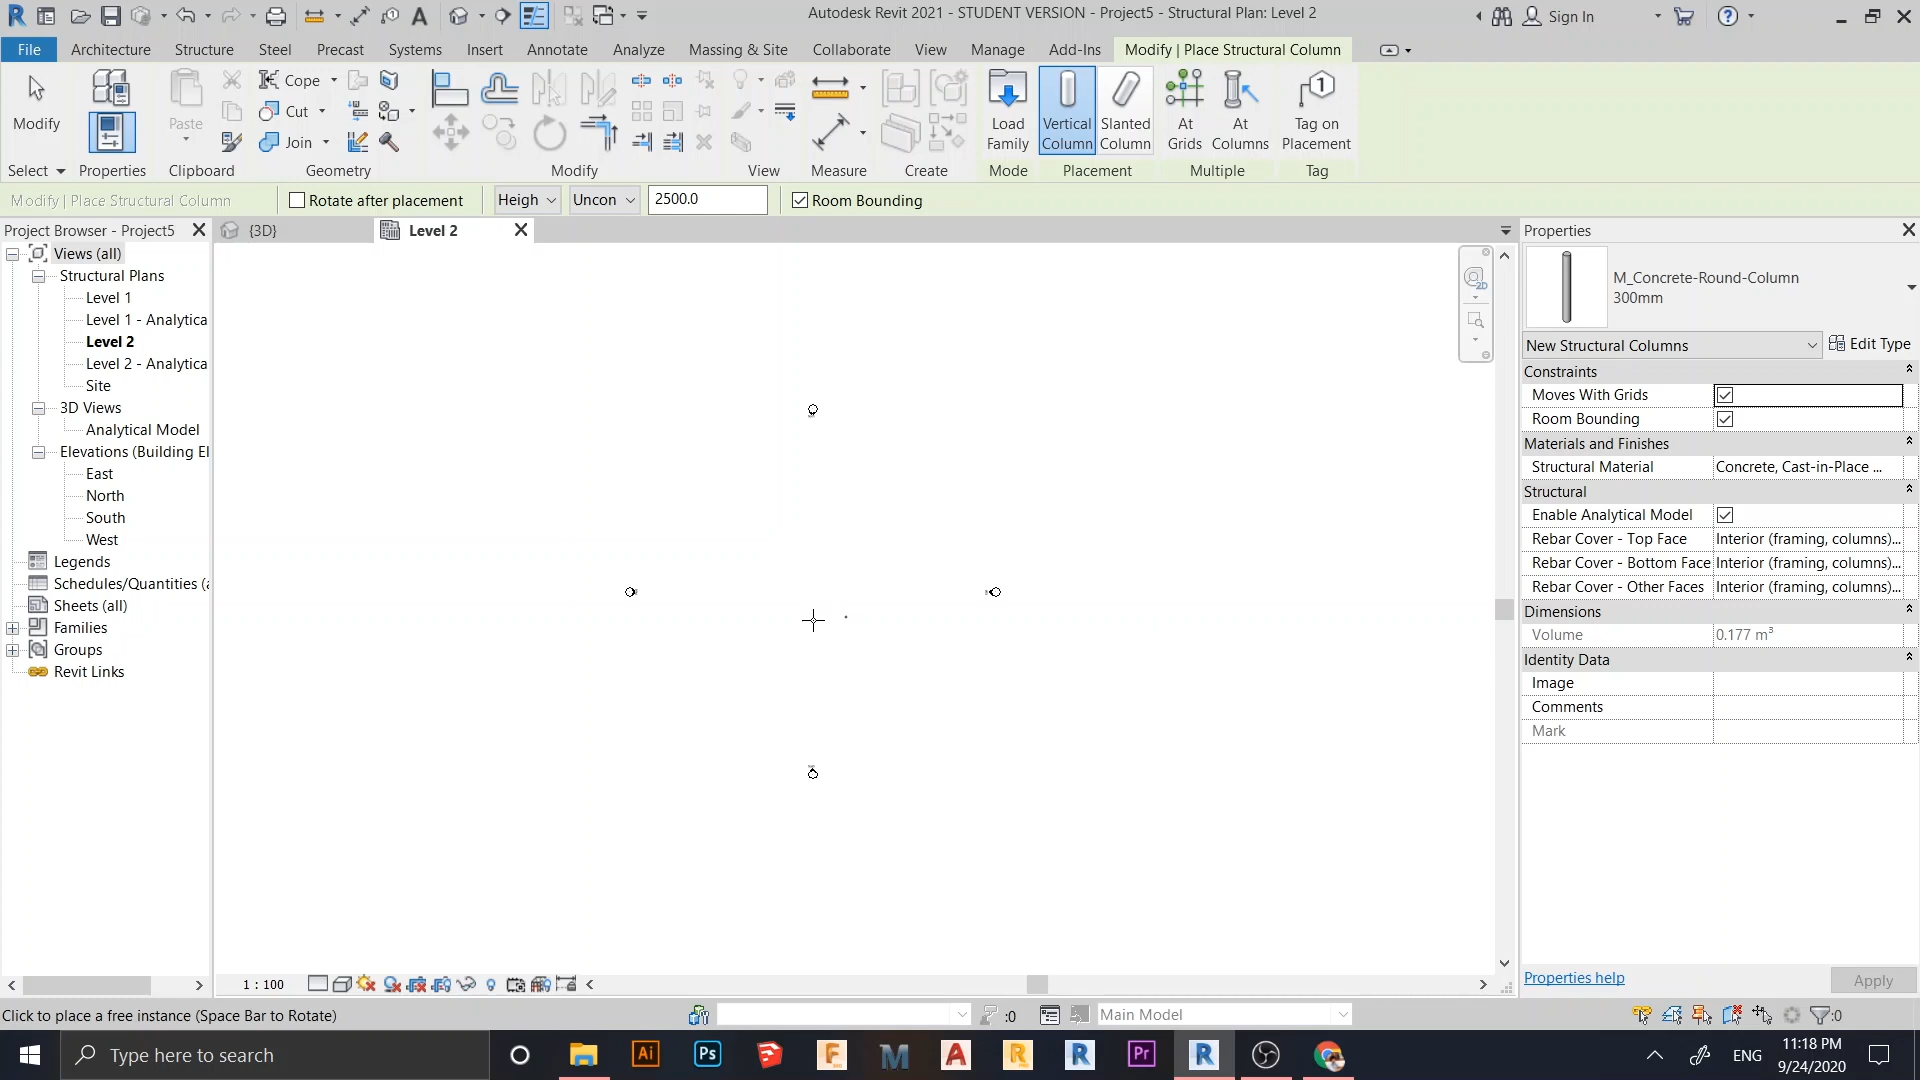 Autodesk Revit 2021 - STUDENT VERSION - Project5 - Structural Plan: Level 2
Sign In
File
Architecture
Structure
Steel
Precast
Systems
Insert
Annotate
Analyze
Massing & Site
Collaborate
View
Manage
Add-Ins
Modify | Place Structural Column
Modify
Paste
Cope
Cut
Join
Load
Family
Vertical
Column
Slanted
Column
At
Grids
At
Columns
Tag on
Placement
Select
Properties
Clipboard
Geometry
Modify
View
Measure
Create
Mode
Placement
Multiple
Tag
Modify | Place Structural Column
Rotate after placement
Heigh
Uncon
2500.0
Room Bounding
Project Browser - Project5
{3D}
Level 2
Properties
Views (all)
Structural Plans
Level 1
Level 1 - Analytica
Level 2
Level 2 - Analytica
Site
3D Views
Analytical Model
Elevations (Building El
East
North
South
West
Legends
Schedules/Quantities (a
Sheets (all)
Families
Groups
Revit Links
2D
M_Concrete-Round-Column
300mm
New Structural Columns
Edit Type
Constraints
Moves With Grids
Room Bounding
Materials and Finishes
Structural Material
Concrete, Cast-in-Place ...
Structural
Enable Analytical Model
Rebar Cover - Top Face
Interior (framing, columns)...
Rebar Cover - Bottom Face
Interior (framing, columns)...
Rebar Cover - Other Faces
Interior (framing, columns)...
Dimensions
Volume
0.177 m³
Identity Data
Image
Comments
Mark
Properties help
Apply
1 : 100
Click to place a free instance (Space Bar to Rotate)
:0
Main Model
:0
Type here to search
Ai
Ps
Pr
ENG
11:18 PM
9/24/2020